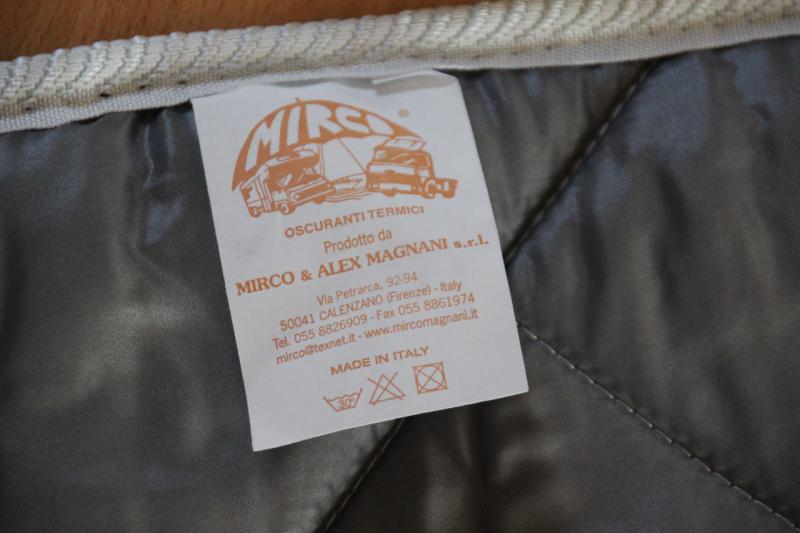 MIRCO ®
OSCURANTI TERMICI
Prodotto da
MIRCO & ALEX MAGNANI s.r.l.
Via Petrarca, 92-94
50041 CALENZANO (Firenze) - Italy
Tel. 055 8826909 - Fax 055 8861974
mirco@texnet.it - www.mircomagnani.it
MADE IN ITALY
30°